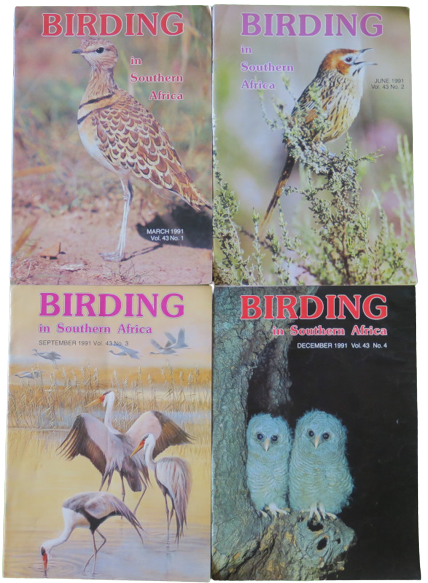 BIRDING
in
Southern
Africa
MARCH 1991
Vol. 43 No. 1
BIRDING
in
Southern
Africa
JUNE 1991
Vol. 43 No. 2
BIRDING
in Southern Africa
SEPTEMBER 1991 Vol. 43 No. 3
BIRDING
in Southern Africa
DECEMBER 1991 Vol. 43 No. 4